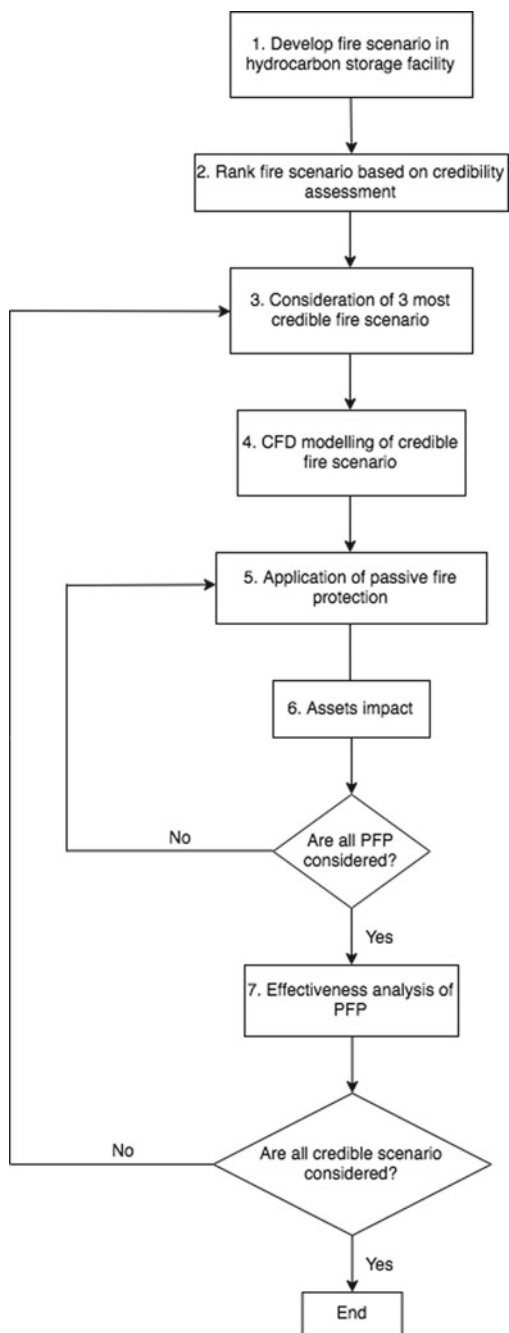 1. Develop fire scenario in
hydrocarbon storage facility
2. Rank fire scenario based on credibility
assessment
3. Consideration of 3 most
credible fire scenario
4. CFD modelling of credible
fire scenario
5. Application of passive fire
protection
6. Assets impact
Are all PFP
considered?
No
Yes
7. Effectiveness analysis of
PFP
Are all credible scenario
considered?
No
Yes
End